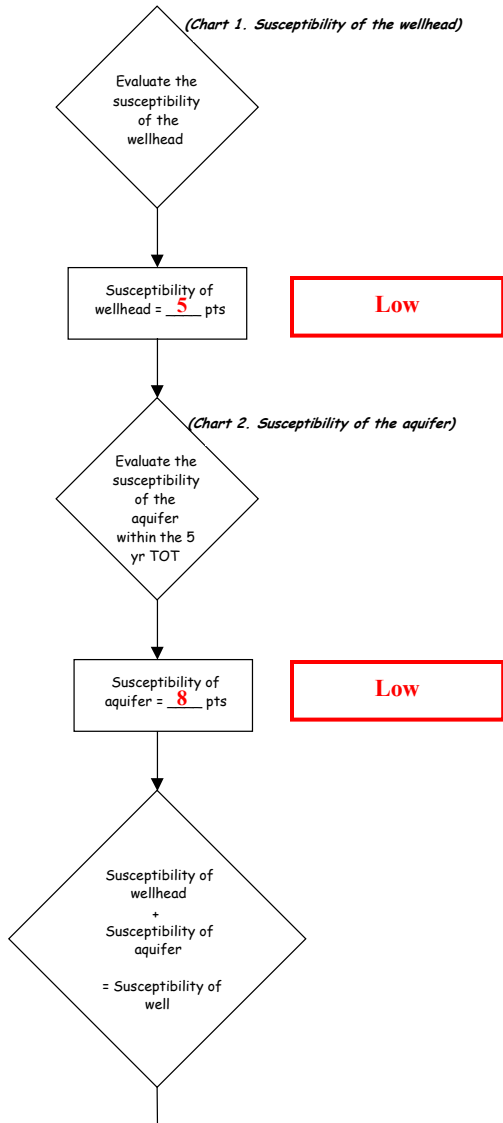 (Chart 1. Susceptibility of the wellhead)
Evaluate the
susceptibility
of the
wellhead
Susceptibility of
wellhead = 5 pts
Low
(Chart 2. Susceptibility of the aquifer)
Evaluate the
susceptibility
of the
aquifer
within the 5
yr TOT
Susceptibility of
aquifer = 8 pts
Low
Susceptibility of
wellhead
+
Susceptibility of
aquifer
= Susceptibility of
well